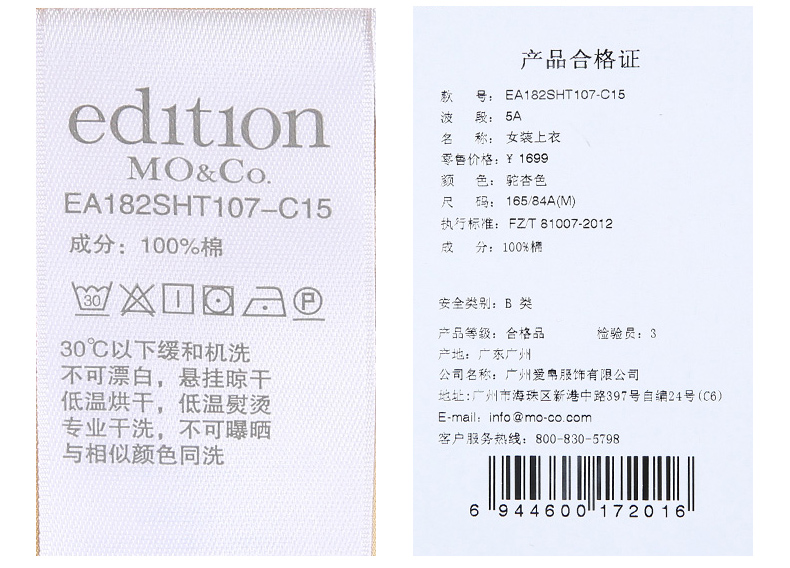 edition
MO&Co.
EA182SHT107-C15
成分：100%棉
30
P
30℃以下缓和机洗
不可漂白，悬挂晾干
低温烘干，低温熨烫
专业干洗，不可曝晒
与相似颜色同洗
产品合格证
款 号：EA182SHT107-C15
波 段：5A
名 称：女装上衣
零售价格：¥ 1699
颜 色：驼杏色
尺 码：165/84A(M)
执行标准：FZ/T 81007-2012
成 分：100%棉
安全类别：B 类
产品等级：合格品 检验员：3
产地：广东广州
公司名称：广州爱帛服饰有限公司
地址:广州市海珠区新港中路397号自编24号(C6)
E-mail：info@mo-co.com
客户服务热线：800-830-5798
6 944600 172016